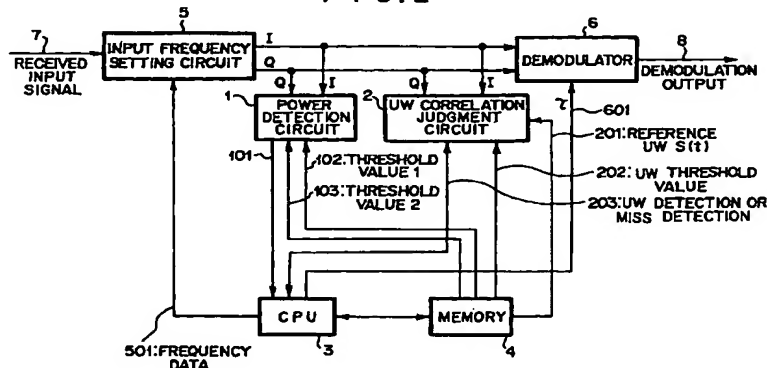 5
6
7
INPUT FREQUENCY
SETTING CIRCUIT
I
Q
DEMODULATOR
8
RECEIVED
INPUT
SIGNAL
DEMODULATION
OUTPUT
Q
I
Q
I
1
POWER
DETECTION
CIRCUIT
2
UW CORRELATION
JUDGMENT
CIRCUIT
τ
601
101
102:THRESHOLD
VALUE 1
103:THRESHOLD
VALUE 2
201:REFERENCE
UW S(t)
202:UW THRESHOLD
VALUE
203:UW DETECTION OR
MISS DETECTION
CPU
3
MEMORY
4
501:FREQUENCY
DATA